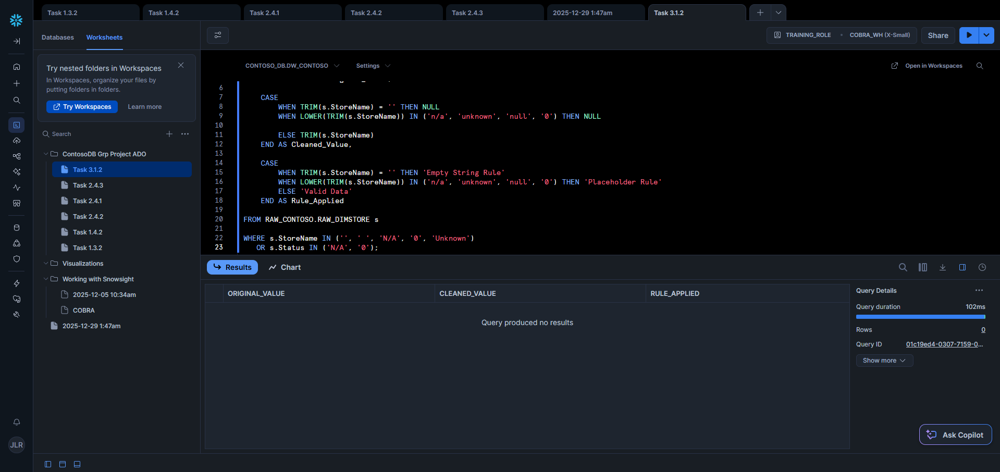 Task 1.3.2
Task 1.4.2
Task 2.4.1
Task 2.4.2
Task 2.4.3
2025-12-29 1:47am
Task 3.1.2
Databases
Worksheets
TRAINING_ROLE
COBRA_WH (X-Small)
Share
Try nested folders in Workspaces
In Workspaces, organize your files by
putting folders in folders.
Try Workspaces
Learn more
Search
ContosoDB Grp Project ADO
Task 3.1.2
Task 2.4.3
Task 2.4.1
Task 2.4.2
Task 1.4.2
Task 1.3.2
Visualizations
Working with Snowsight
2025-12-05 10:34am
COBRA
2025-12-29 1:47am
JLR
CONTOSO_DB.DW_CONTOSO
Settings
Open in Workspaces
6
7 CASE
8 WHEN TRIM(s.StoreName) = '' THEN NULL
9 WHEN LOWER(TRIM(s.StoreName)) IN ('n/a', 'unknown', 'null', '0') THEN NULL
10
11 ELSE TRIM(s.StoreName)
12 END AS Cleaned_Value,
13
14 CASE
15 WHEN TRIM(s.StoreName) = '' THEN 'Empty String Rule'
16 WHEN LOWER(TRIM(s.StoreName)) IN ('n/a', 'unknown', 'null', '0') THEN 'Placeholder Rule'
17 ELSE 'Valid Data'
18 END AS Rule_Applied
19
20 FROM RAW_CONTOSO.RAW_DIMSTORE s
21
22 WHERE s.StoreName IN ('', ' ', 'N/A', '0', 'Unknown')
23 OR s.Status IN ('N/A', '0');
Results
Chart
ORIGINAL_VALUE
CLEANED_VALUE
RULE_APPLIED
Query produced no results
Query Details
Query duration
102ms
Rows
0
Query ID
01c19ed4-0307-7159-0...
Show more
Ask Copilot